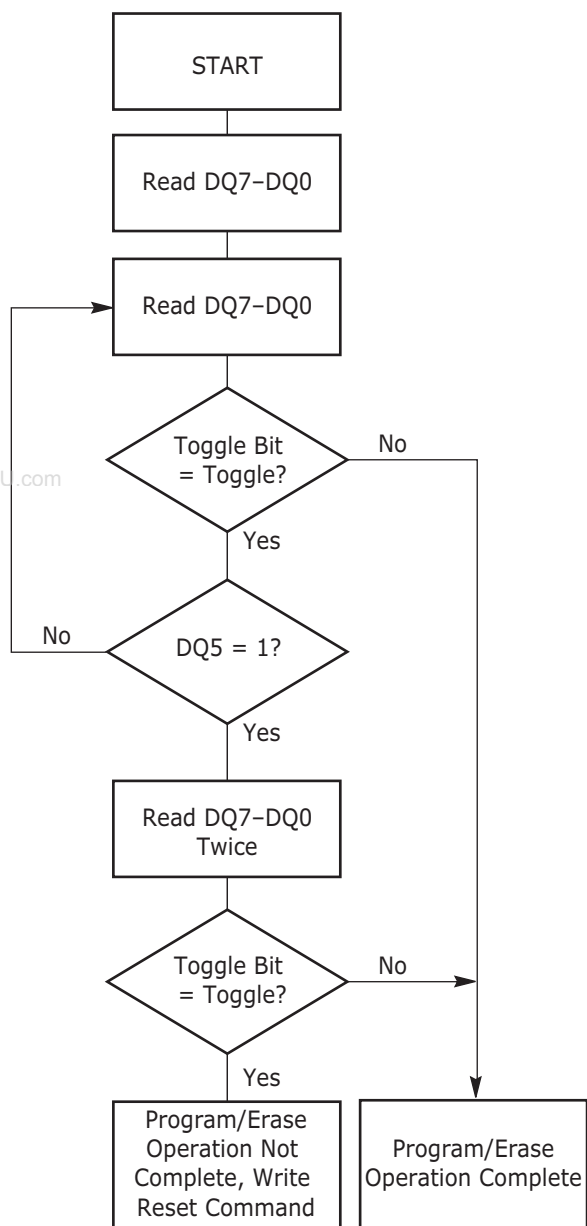 START
Read DQ7–DQ0
Read DQ7–DQ0
Toggle Bit
= Toggle?
No
U.com
Yes
No
DQ5 = 1?
Yes
Read DQ7–DQ0
Twice
Toggle Bit
= Toggle?
No
Yes
Program/Erase
Operation Not
Complete, Write
Reset Command
Program/Erase
Operation Complete